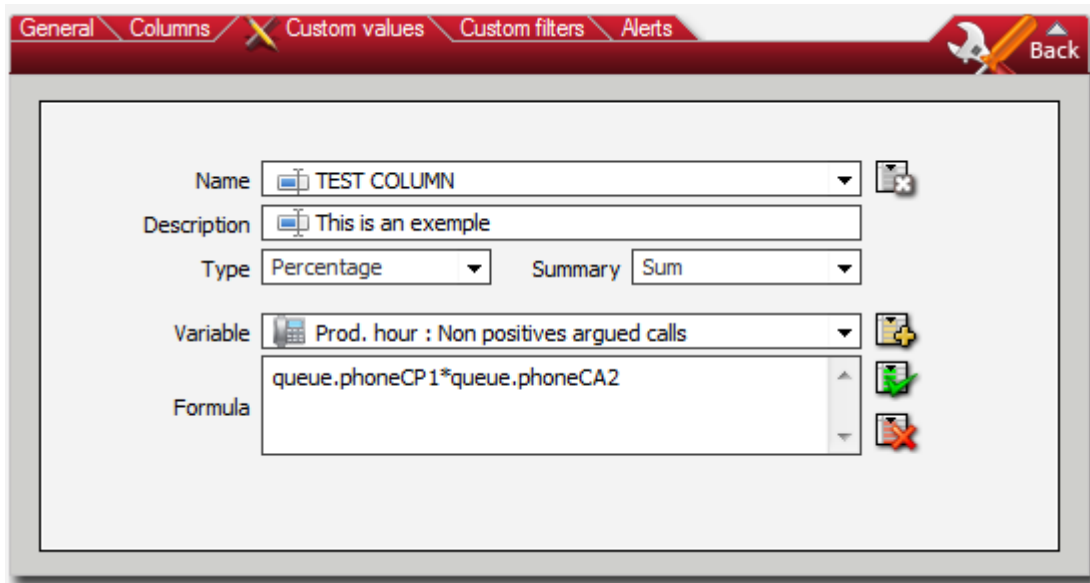 General Columns Custom values Custom filters Alerts
Back
Name TEST COLUMN
Description This is an exemple
Type Percentage Summary Sum
Variable Prod. hour : Non positives argued calls
Formula queue.phoneCP1*queue.phoneCA2